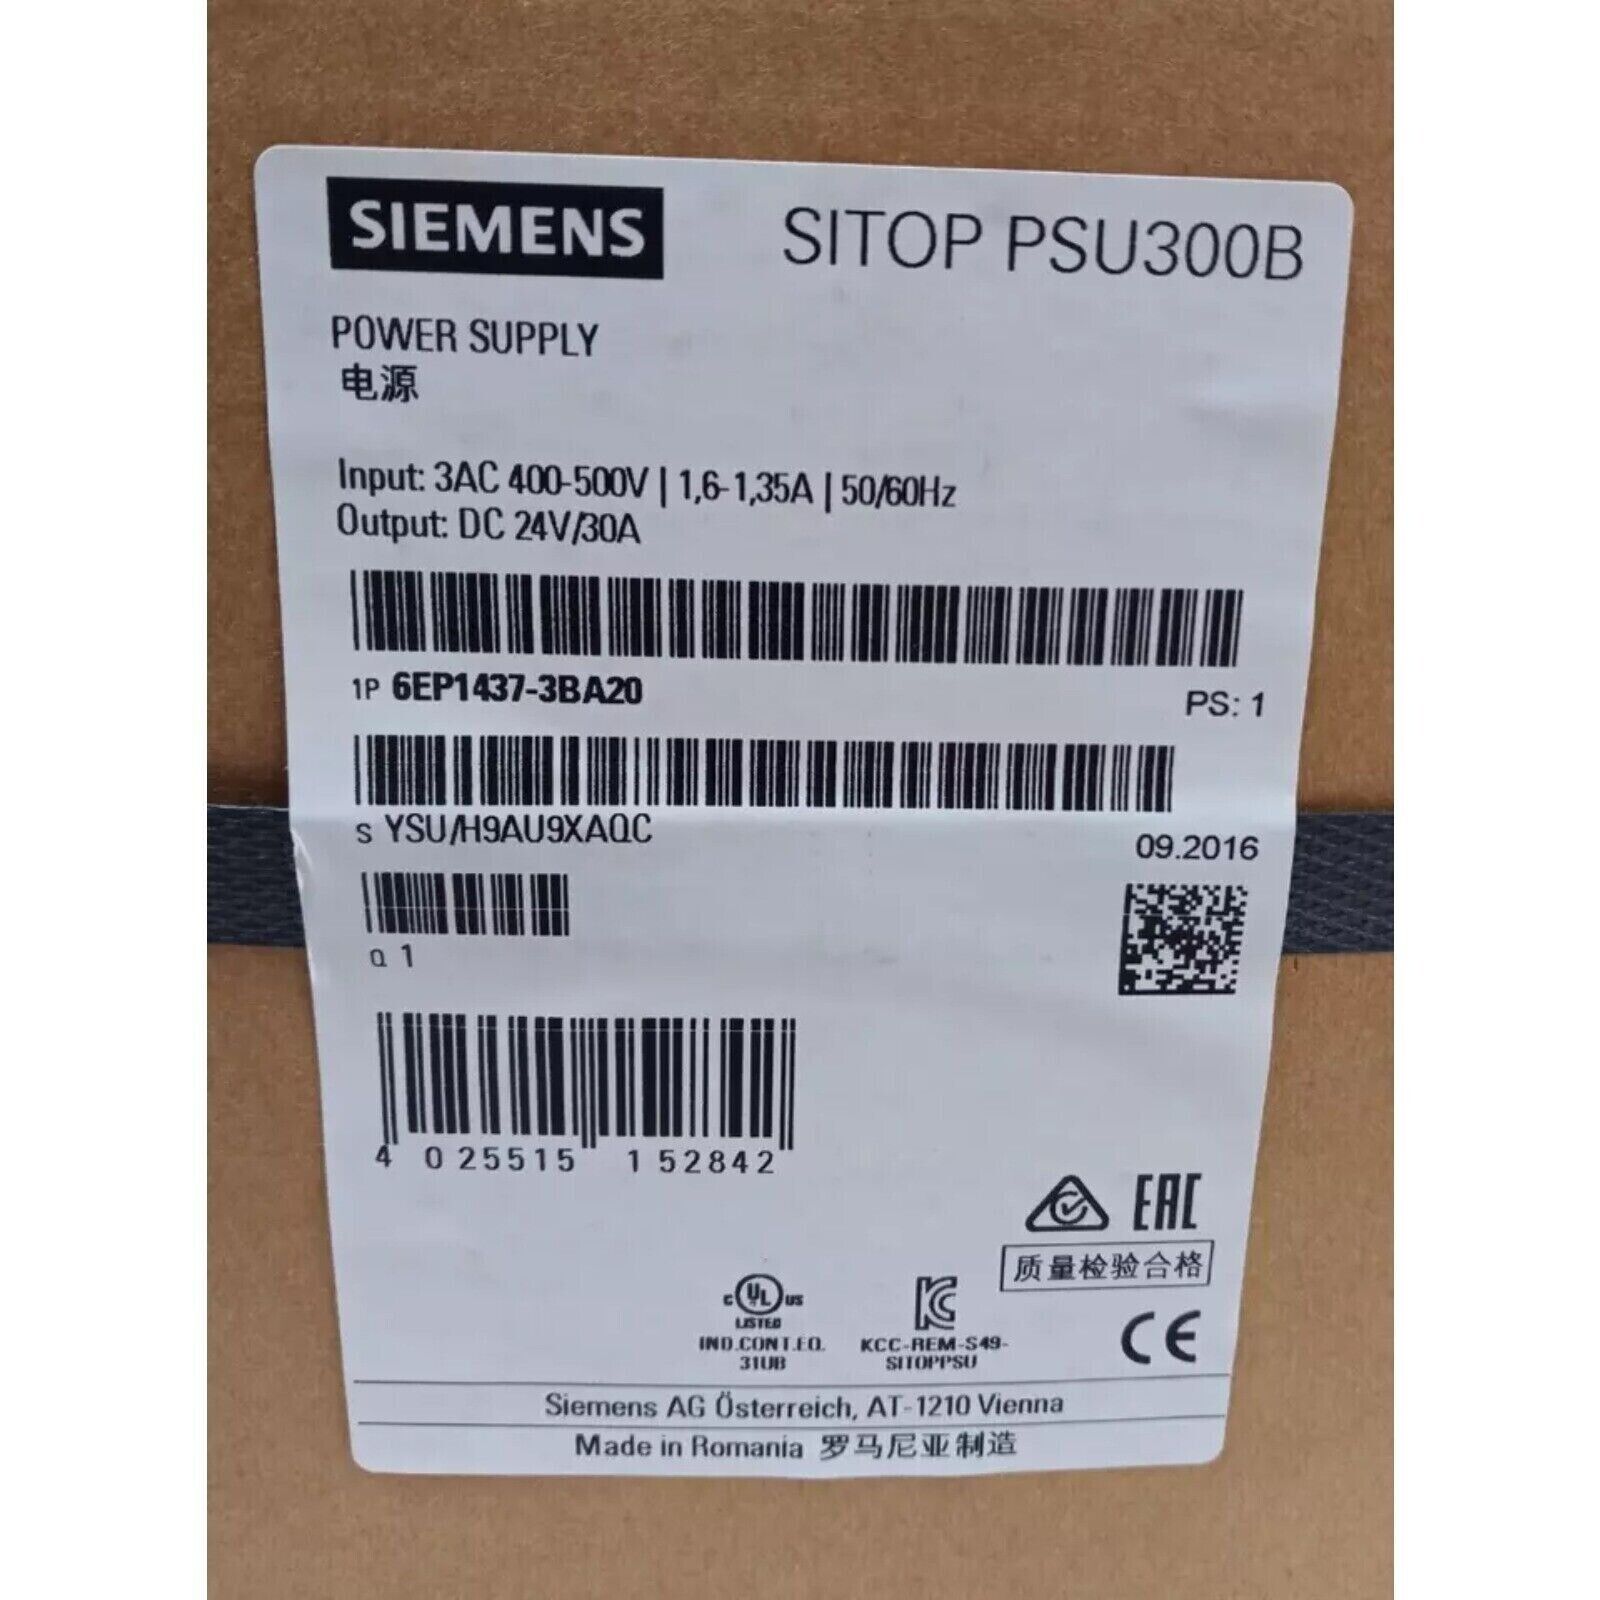 SIEMENS SITOP PSU300B
POWER SUPPLY
电源
Input: 3AC 400-500V | 1,6-1,35A | 50/60Hz
Output: DC 24V/30A
1P 6EP1437-3BA20 PS: 1
S YSU/H9AU9XAQC
09.2016
Q 1
4 025515 152842
EAC
质量检验合格
c UL us
LISTED
IND.CONT.EQ.
31UB
KC
KCC-REM-S49-
SITOPPSU
CE
Siemens AG Österreich, AT-1210 Vienna
Made in Romania 罗马尼亚制造